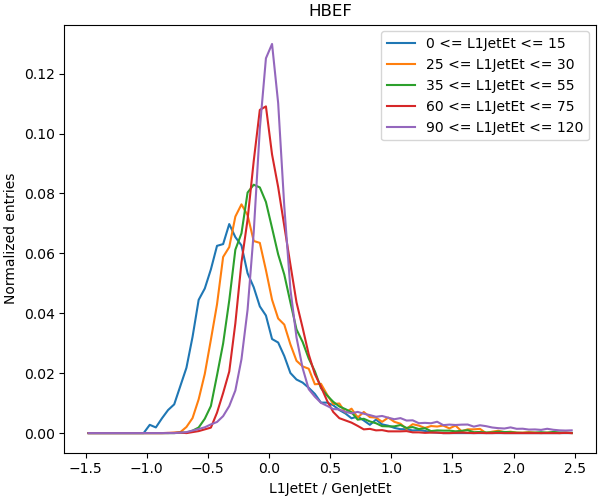 HBEF
0 <= L1JetEt <= 15
25 <= L1JetEt <= 30
35 <= L1JetEt <= 55
60 <= L1JetEt <= 75
90 <= L1JetEt <= 120
Normalized entries
0.12
0.10
0.08
0.06
0.04
0.02
0.00
−1.5 −1.0 −0.5 0.0 0.5 1.0 1.5 2.0 2.5
L1JetEt / GenJetEt